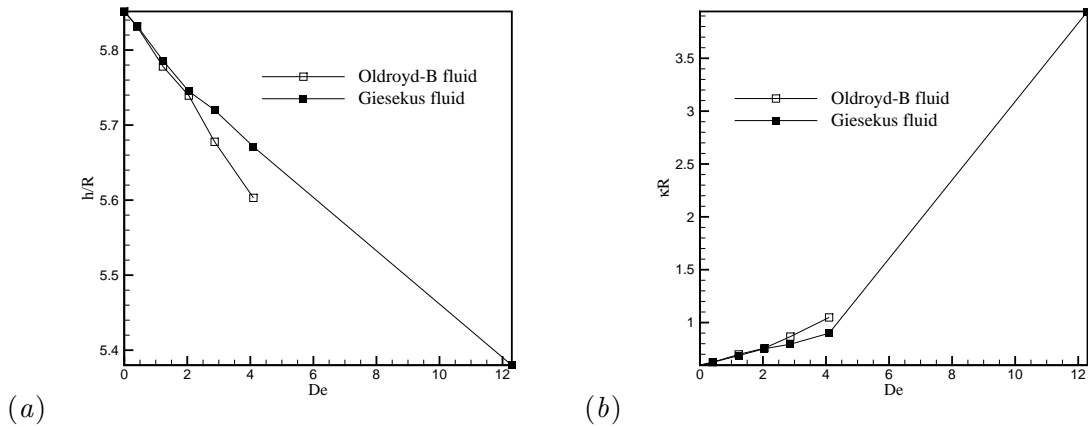 5.8
5.7
5.6
5.5
5.4
h/R
0 2 4 6 8 10 12
De
Oldroyd-B fluid
Giesekus fluid
(a)
3.5
3
2.5
2
1.5
1
κR
0 2 4 6 8 10 12
De
Oldroyd-B fluid
Giesekus fluid
(b)